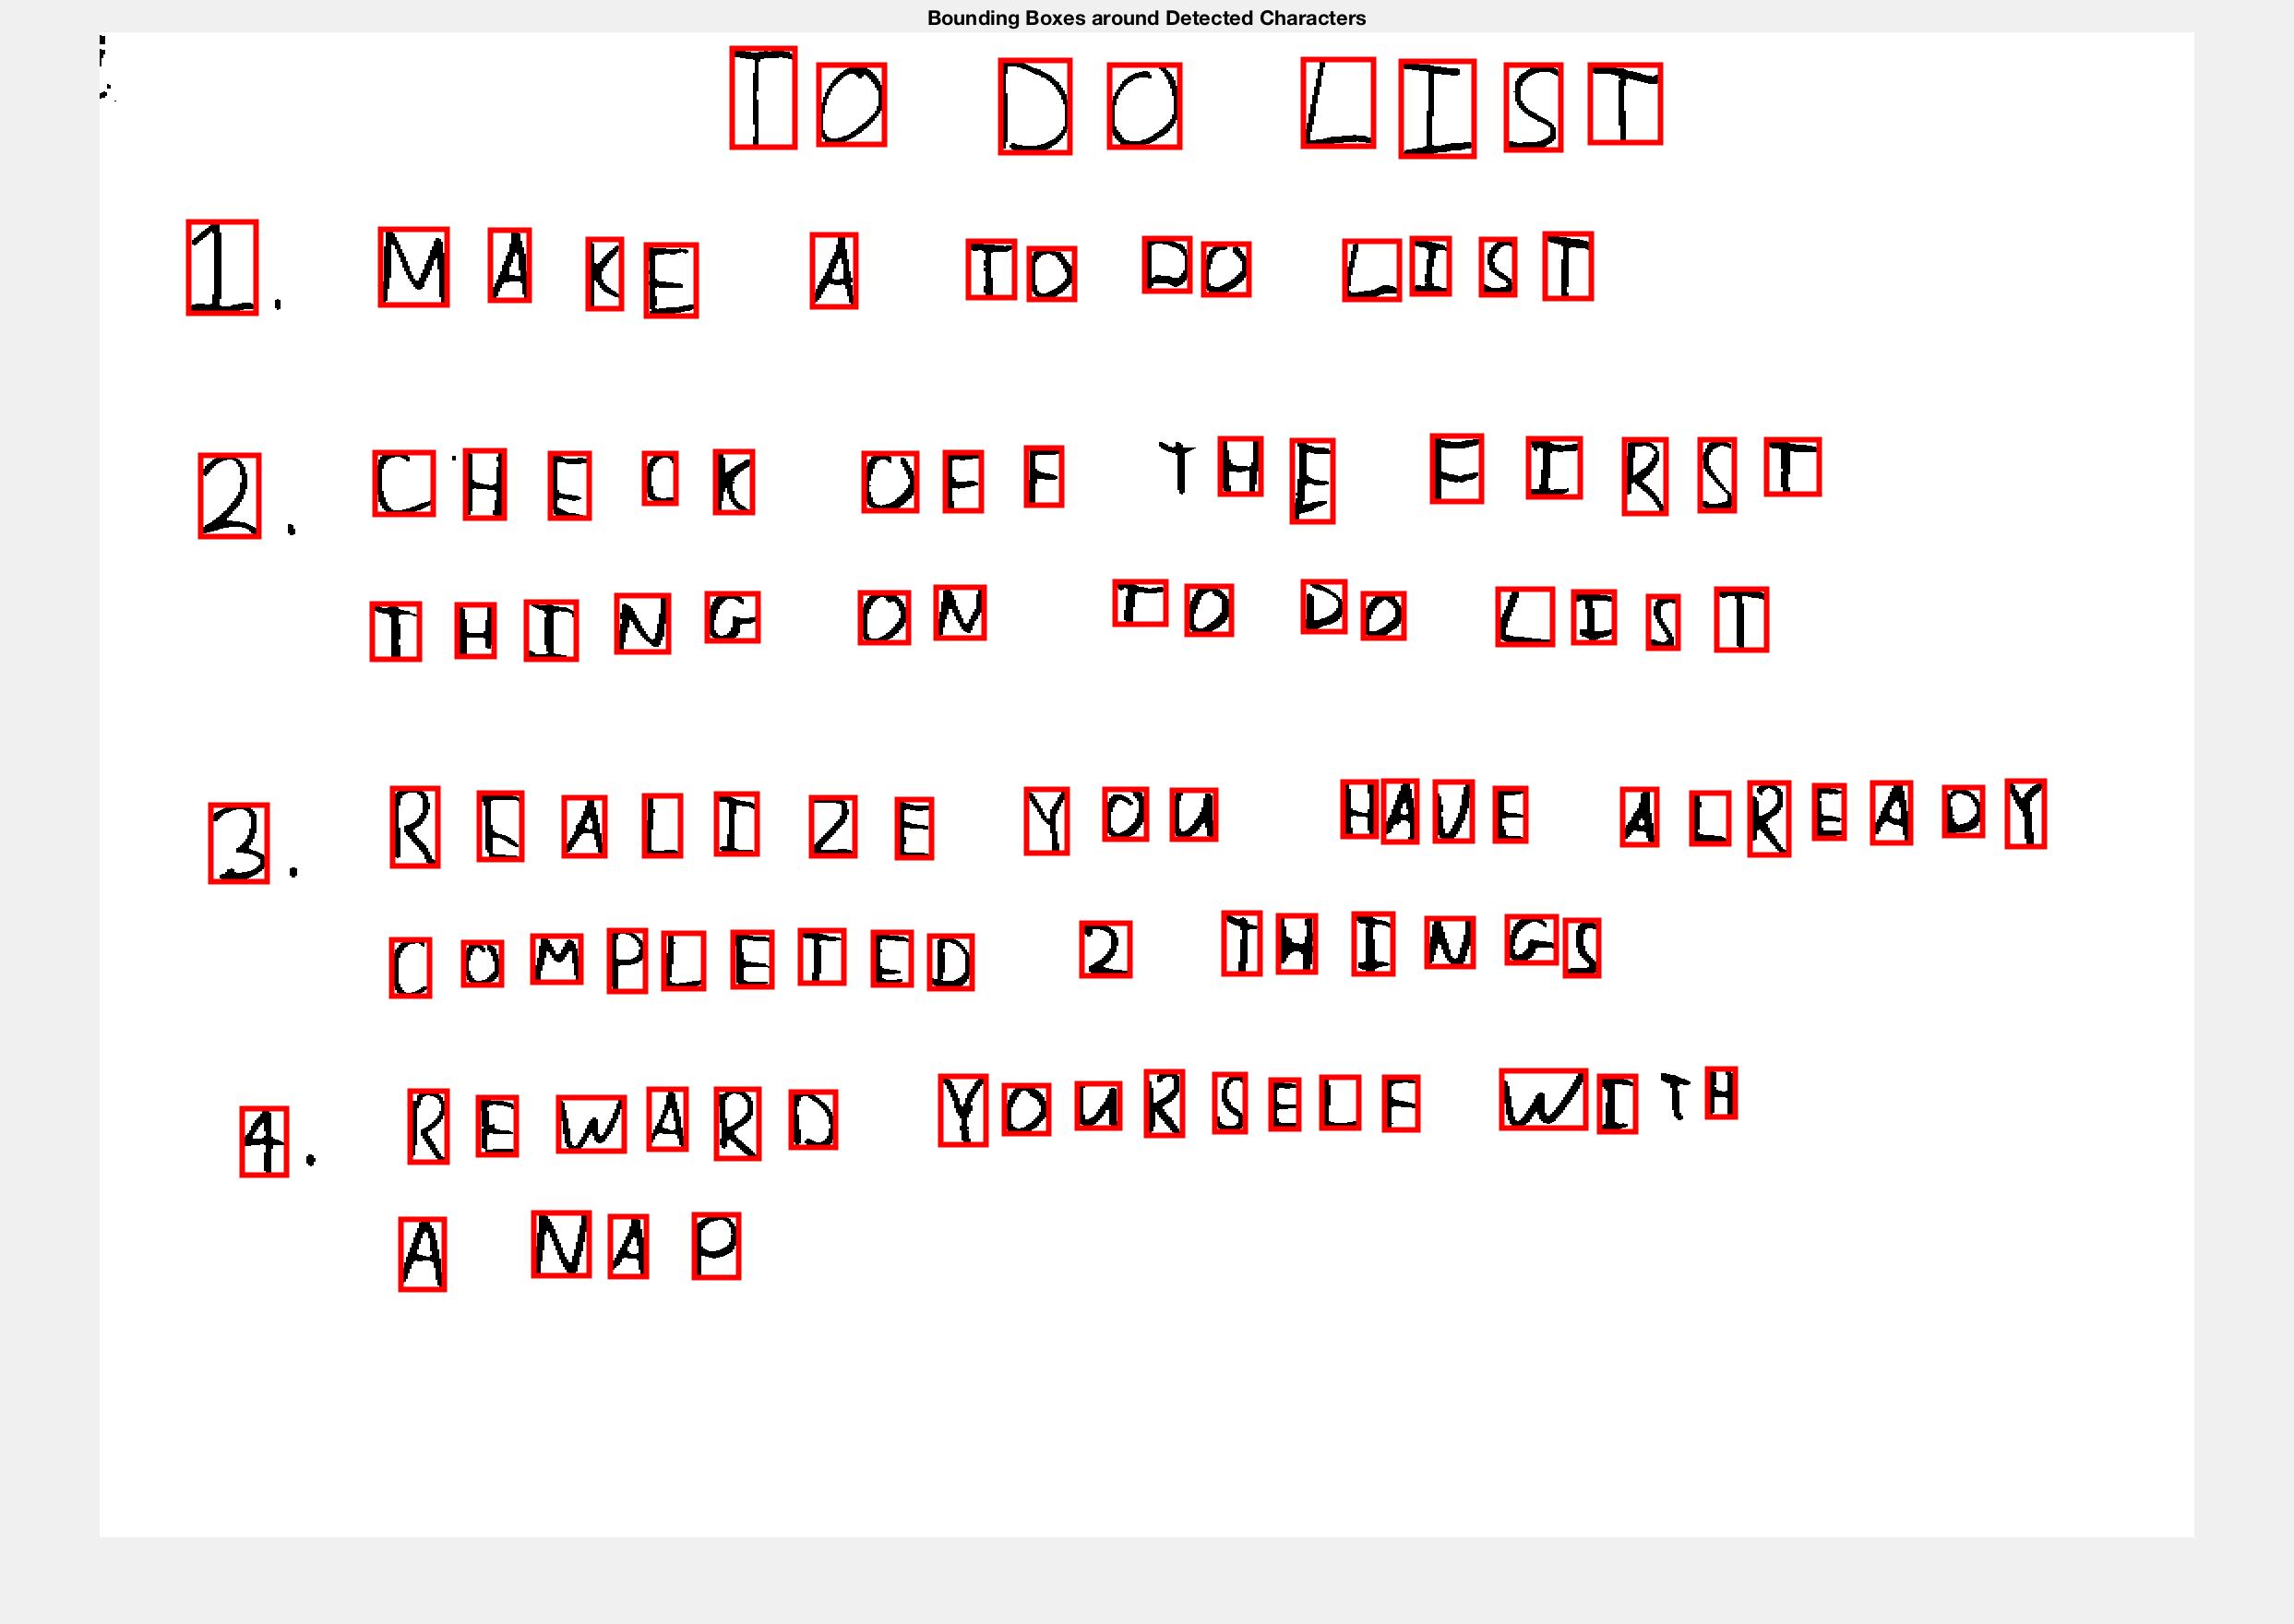 Bounding Boxes around Detected Characters
TO DO LIST
1. MAKE A TO DO LIST
2. CHECK OFF THE FIRST
THING ON TO DO LIST
3. REALIZE YOU HAVE ALREADY
COMPLETED 2 THINGS
4. REWARD YOURSELF WITH
A NAP